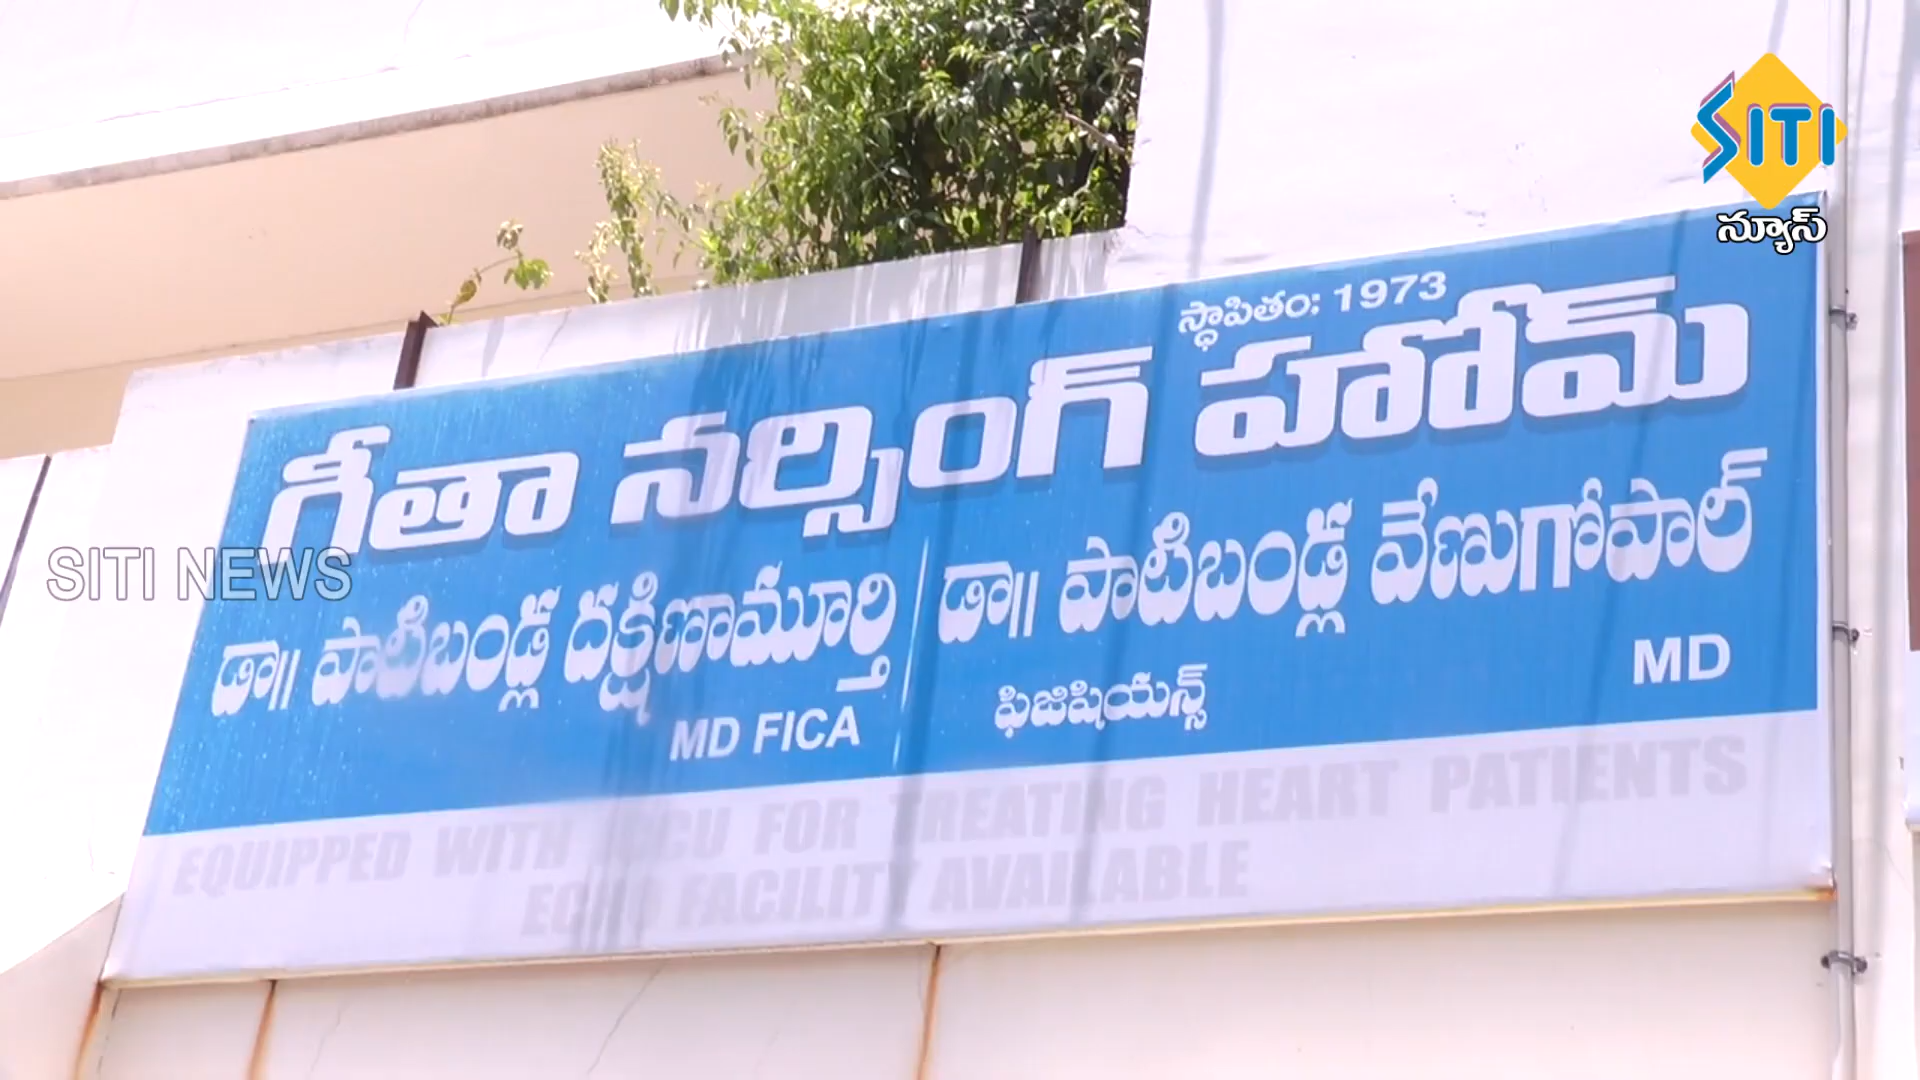 SITI
న్యూస్
స్థాపితం: 1973
గీతా నర్సింగ్ హోమ్
SITI NEWS
డా॥ పాటిబండ్ల దక్షిణామూర్తి
డా॥ పాటిబండ్ల వేణుగోపాల్
MD FICA
ఫిజిషియన్స్
MD
EQUIPPED WITH ICCU FOR TREATING HEART PATIENTS
ECHO FACILITY AVAILABLE